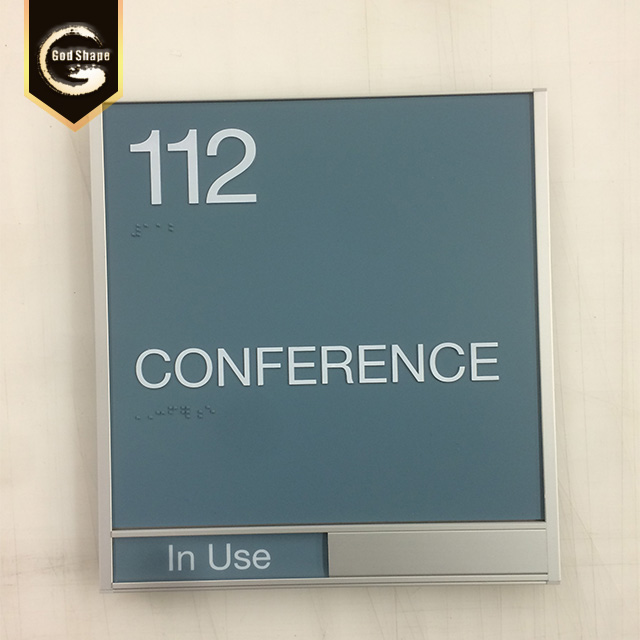 God Shape
112
CONFERENCE
In Use